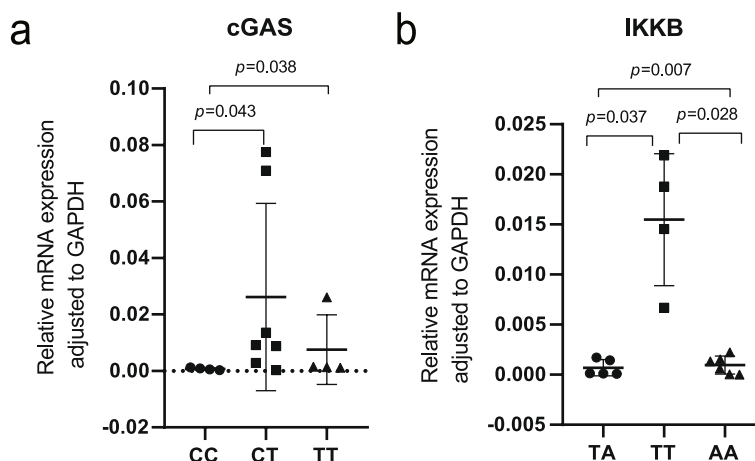 a
cGAS
p=0.038
p=0.043
Relative mRNA expression
adjusted to GAPDH
0.10
0.08
0.06
0.04
0.02
0.00
-0.02
CC CT TT
b
IKKB
p=0.007
p=0.037
p=0.028
Relative mRNA expression
adjusted to GAPDH
0.025
0.020
0.015
0.010
0.005
0.000
-0.005
TA TT AA